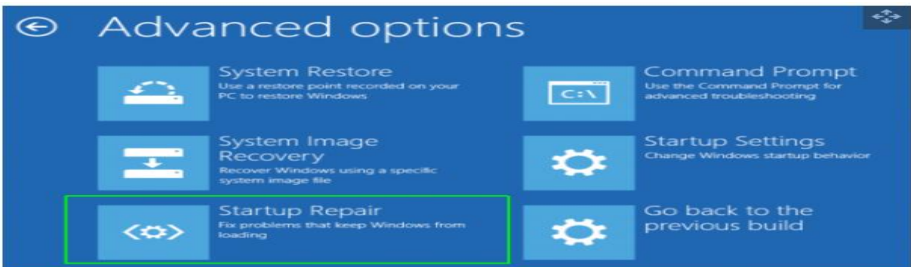 Advanced options
System Restore
Use a restore point recorded on your
PC to restore Windows
System Image
Recovery
Recover Windows using a specific
system image file
Startup Repair
Fix problems that keep Windows from
loading
C:\
Command Prompt
Use the Command Prompt for
advanced troubleshooting
Startup Settings
Change Windows startup behavior
Go back to the
previous build